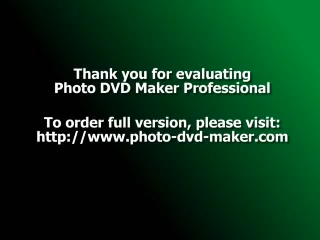 Thank you for evaluating
Photo DVD Maker Professional
To order full version, please visit:
http://www.photo-dvd-maker.com